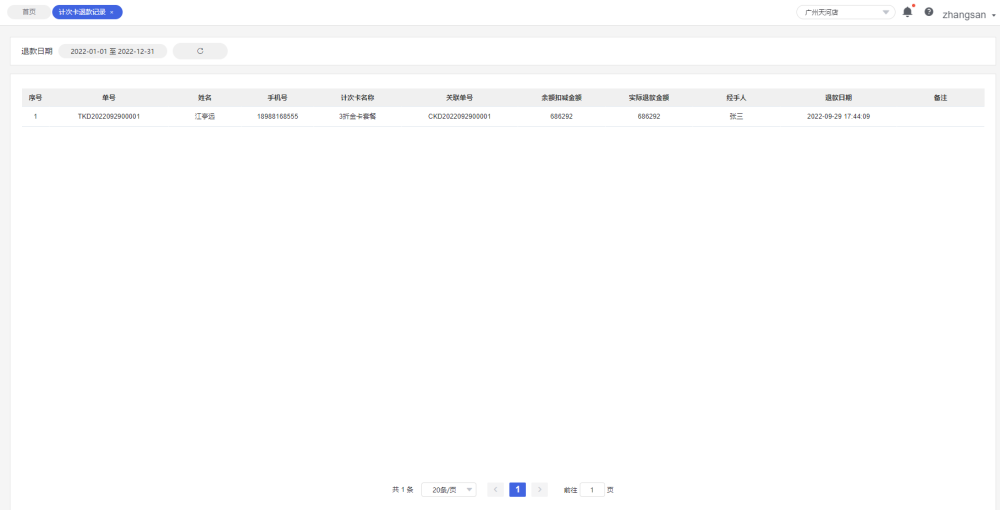 首页 计次卡退款记录 × 广州天河店 zhangsan
退款日期 2022-01-01 至 2022-12-31
序号 单号 姓名 手机号 计次卡名称 关联单号 余额扣减金额 实际退款金额 经手人 退款日期 备注
1 TKD2022092900001 江亭远 18988168555 3折金卡套餐 CKD2022092900001 686292 686292 张三 2022-09-29 17:44:09
共 1 条 20条/页 1 前往 1 页